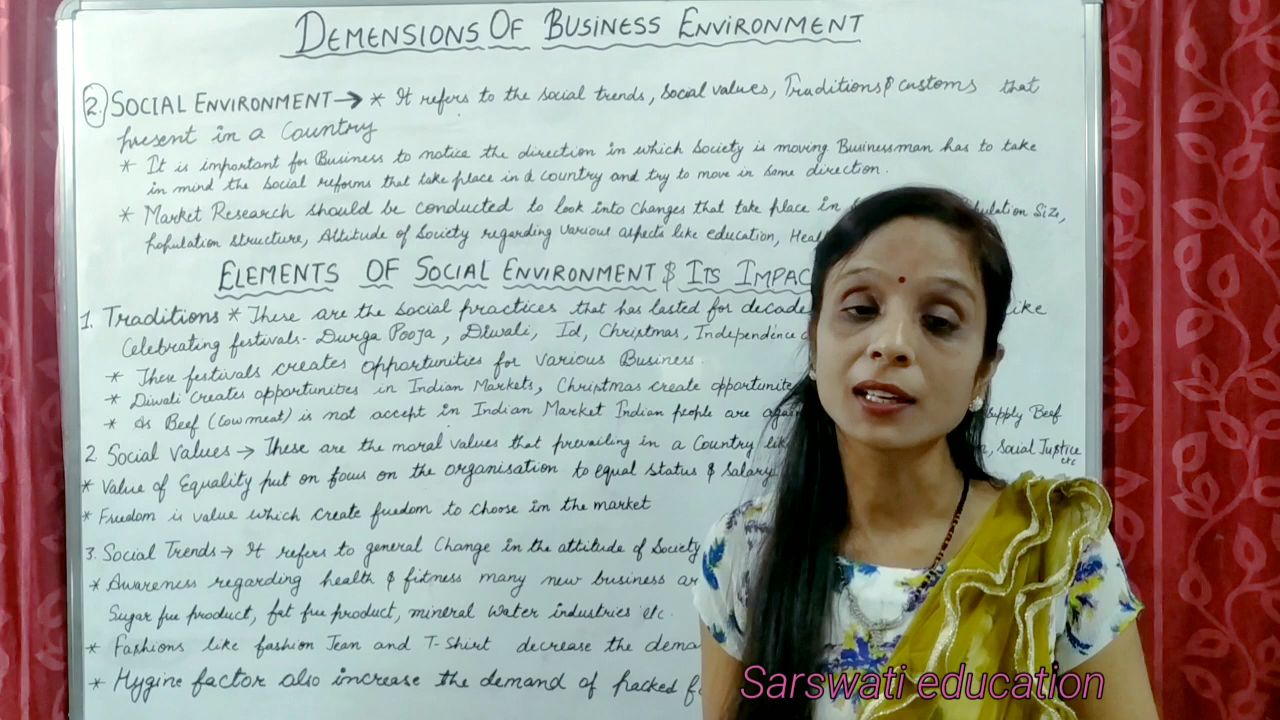 DEMENSIONS OF BUSINESS ENVIRONMENT
2. SOCIAL ENVIRONMENT → * It refers to the social trends, social values, Traditions & customs that
present in a Country
* It is important for Business to notice the direction in which Society is moving Businessman has to take
in mind the social reforms that take place in a country and try to move in same direction.
* Market Research should be conducted to look into changes that take place in Size,
population structure, Attitude of Society regarding various aspects like education,
ELEMENTS OF SOCIAL ENVIRONMENT & ITS
1. Traditions * These are the social practices that has lasted for like
Celebrating festivals- Durga Pooja, Diwali, Id, Christmas,
* These festivals creates opportunities for various Business.
* Diwali creates opportunities in Indian Markets, Christmas create
* As Beef (Cow meat) is not accept in Indian Market Indian people are supply Beef
2. Social Values → These are the moral values that prevailing in a Country Social Justice
etc
* Value of Equality put on focus on the organisation to equal status & Salary
* Freedom is value which create freedom to choose in the market
3. Social Trends → It refers to general Change in the attitude of Society
* Awareness regarding health & fitness many new business
Sugar free product, fat free product, mineral water industries etc.
* Fashions like fashion Jean and T-Shirt decrease the
* Hygine factor also increase the demand of packed
Sarswati education